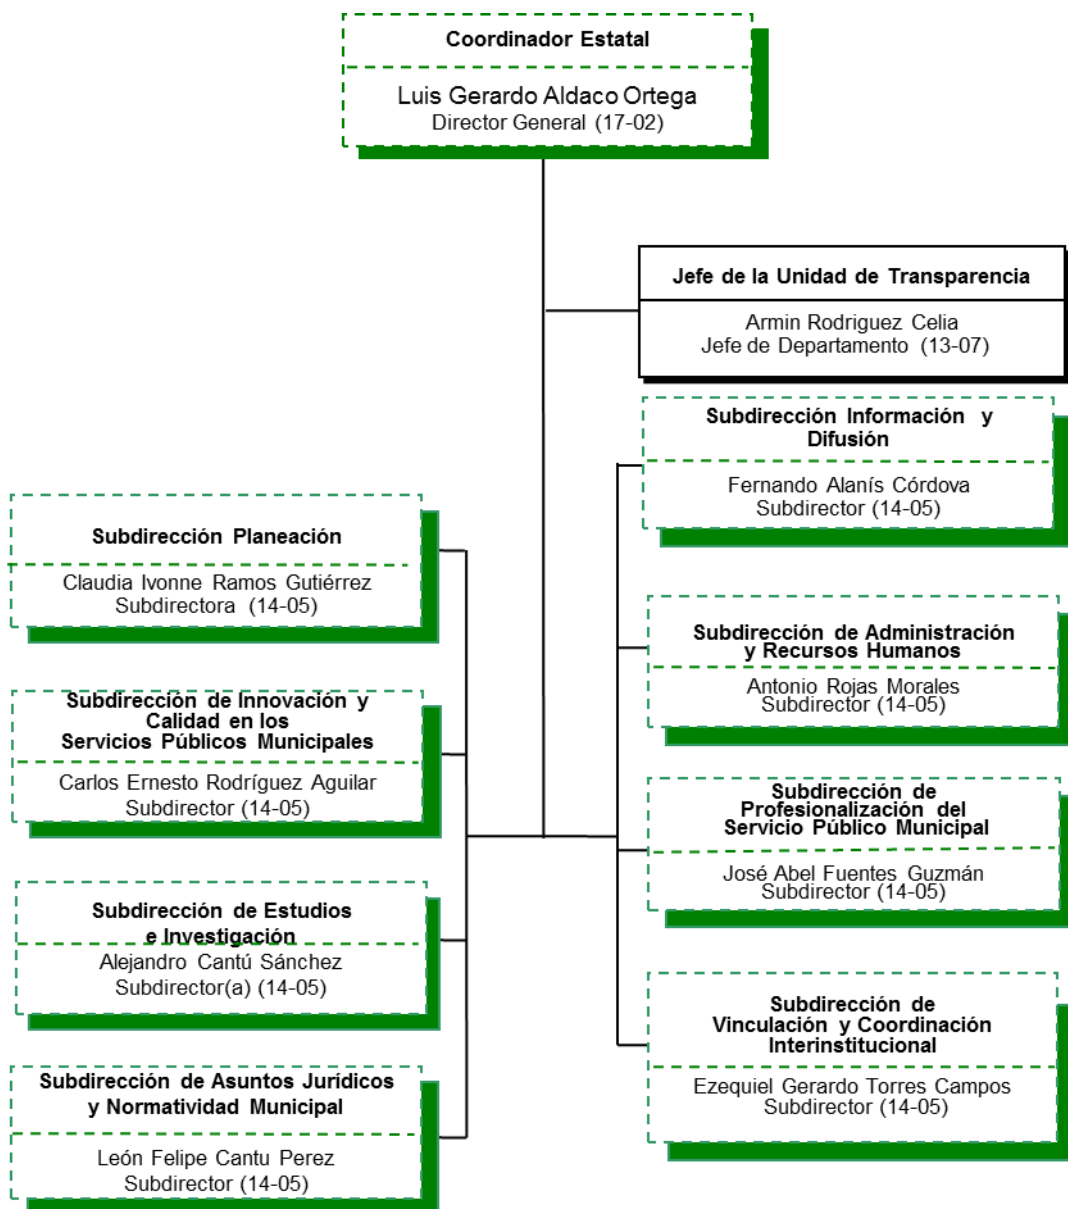 Coordinador Estatal
Luis Gerardo Aldaco Ortega
Director General (17-02)
Jefe de la Unidad de Transparencia
Armin Rodriguez Celia
Jefe de Departamento (13-07)
Subdirección Información y
Difusión
Fernando Alanís Córdova
Subdirector (14-05)
Subdirección Planeación
Claudia Ivonne Ramos Gutiérrez
Subdirectora (14-05)
Subdirección de Administración
y Recursos Humanos
Antonio Rojas Morales
Subdirector (14-05)
Subdirección de Innovación y
Calidad en los
Servicios Públicos Municipales
Carlos Ernesto Rodríguez Aguilar
Subdirector (14-05)
Subdirección de
Profesionalización del
Servicio Público Municipal
José Abel Fuentes Guzmán
Subdirector (14-05)
Subdirección de Estudios
e Investigación
Alejandro Cantú Sánchez
Subdirector(a) (14-05)
Subdirección de
Vinculación y Coordinación
Interinstitucional
Ezequiel Gerardo Torres Campos
Subdirector (14-05)
Subdirección de Asuntos Jurídicos
y Normatividad Municipal
León Felipe Cantu Perez
Subdirector (14-05)